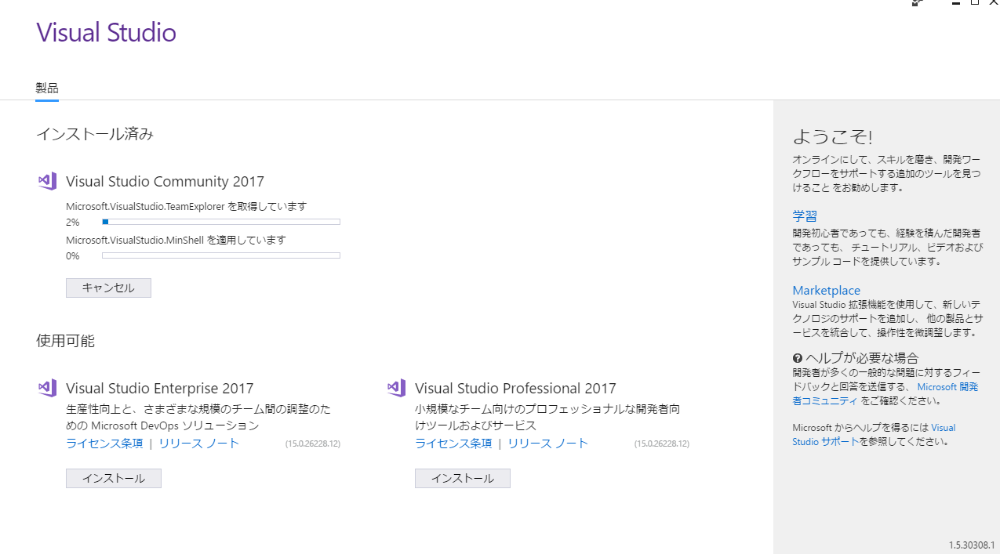 Visual Studio
製品
インストール済み
Visual Studio Community 2017
Microsoft.VisualStudio.TeamExplorer を取得しています
2%
Microsoft.VisualStudio.MinShell を適用しています
0%
キャンセル
使用可能
Visual Studio Enterprise 2017
生産性向上と、さまざまな規模のチーム間の調整のた
めの Microsoft DevOps ソリューション
ライセンス条項 | リリース ノート (15.0.26228.12)
インストール
Visual Studio Professional 2017
小規模なチーム向けのプロフェッショナルな開発者向
けツールおよびサービス
ライセンス条項 | リリース ノート (15.0.26228.12)
インストール
ようこそ!
オンラインにして、スキルを磨き、開発ワー
クフローをサポートする追加のツールを見つ
けること をお勧めします。
学習
開発初心者であっても、経験を積んだ開発者
であっても、 チュートリアル、ビデオおよび
サンプル コードを提供しています。
Marketplace
Visual Studio 拡張機能を使用して、新しいテ
クノロジのサポートを追加し、 他の製品とサ
ービスを統合して、操作性を微調整します。
ヘルプが必要な場合
開発者が多くの一般的な問題に対するフィー
ドバックと回答を送信する、 Microsoft 開発
者コミュニティ をご確認ください。
Microsoft からヘルプを得るには Visual
Studio サポートを参照してください。
1.5.30308.1